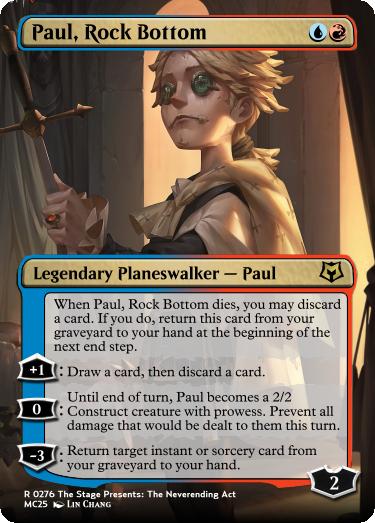 Paul, Rock Bottom
Legendary Planeswalker — Paul
When Paul, Rock Bottom dies, you may discard
a card. If you do, return this card from your
graveyard to your hand at the beginning of the
next end step.
+1: Draw a card, then discard a card.
Until end of turn, Paul becomes a 2/2
0: Construct creature with prowess. Prevent all
damage that would be dealt to them this turn.
-3: Return target instant or sorcery card from
your graveyard to your hand.
2
R 0276 The Stage Presents: The Neverending Act
MC25 Lin Chang